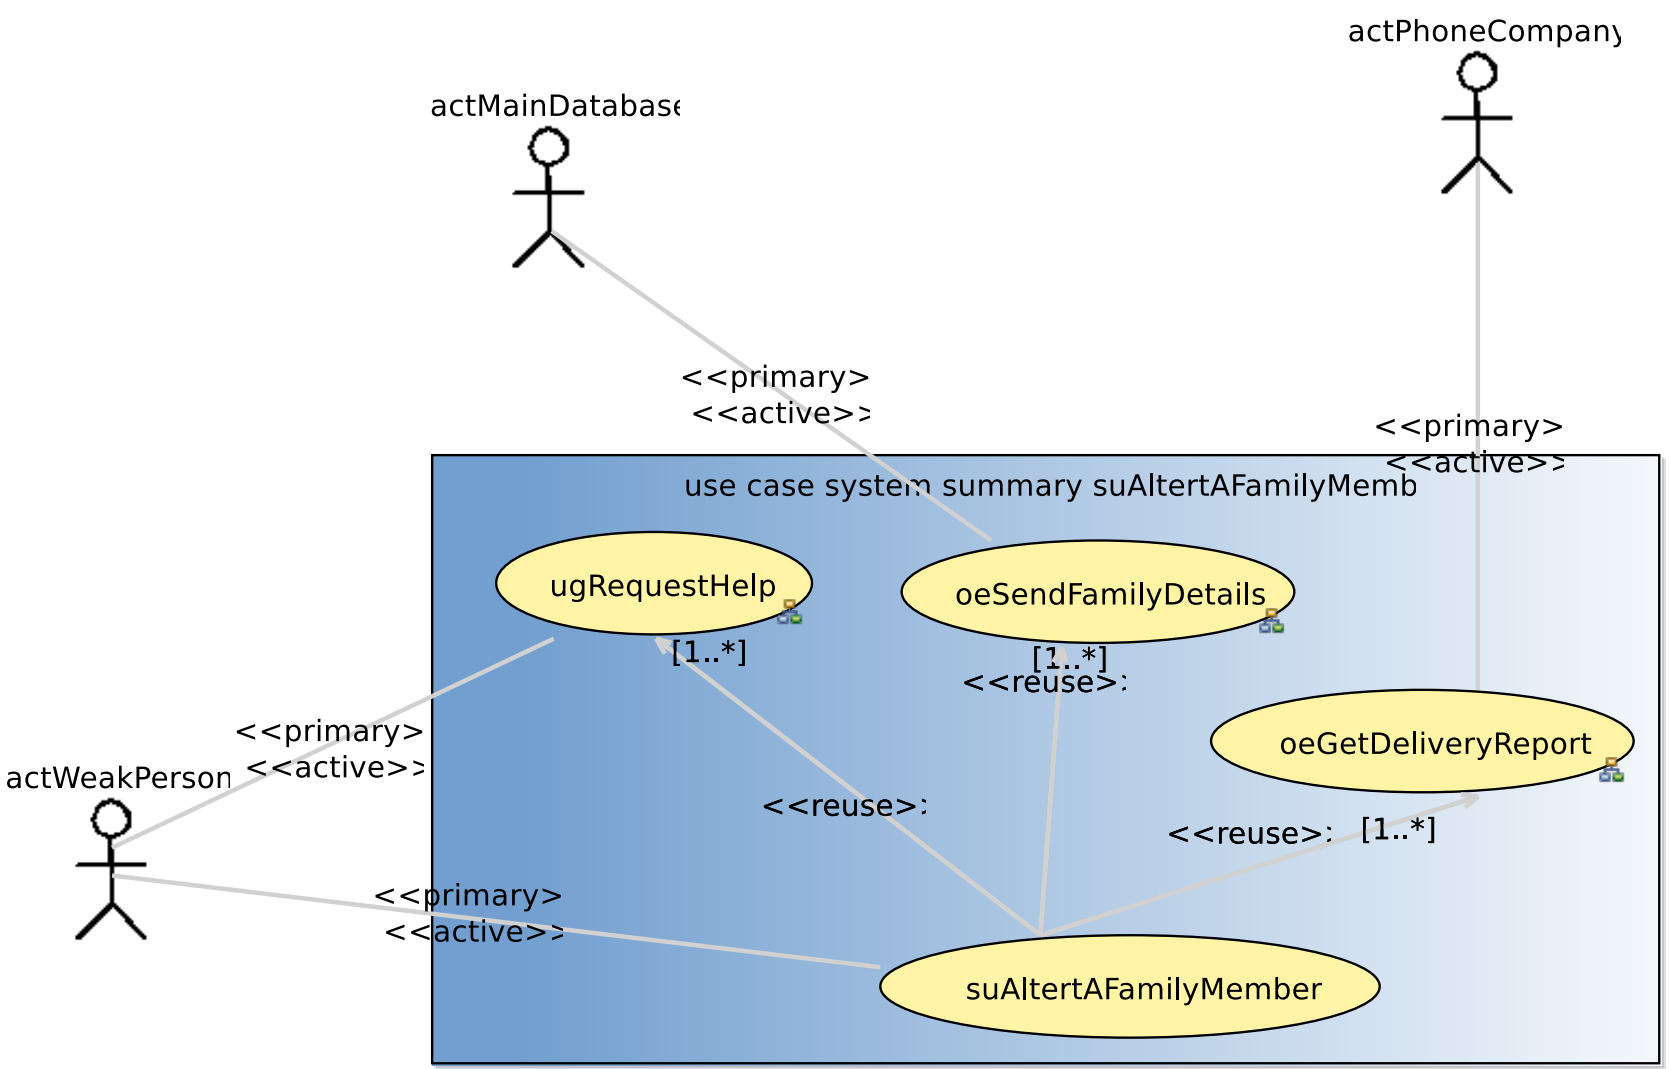 actPhoneCompany
actMainDatabase
<<primary>
<<active>>
<<primary>
<<active>>
use case system summary suAltertAFamilyMemb
ugRequestHelp
oeSendFamilyDetails
[1..*]
[1..*]
<<reuse>>
<<primary>
<<active>>
oeGetDeliveryReport
actWeakPerson
<<reuse>>
<<reuse>>
[1..*]
<<primary>
<<active>>
suAltertAFamilyMember